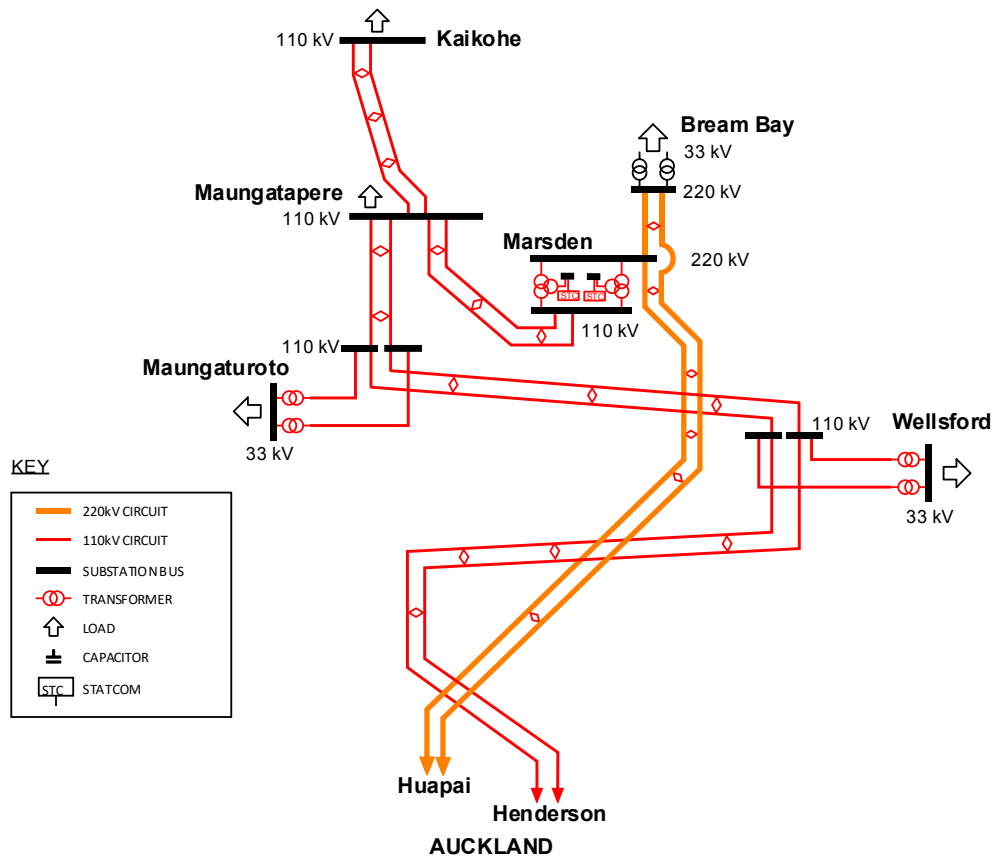 110 kV
Kaikohe
Bream Bay
33 kV
Maungatapere
220 kV
110 kV
Marsden
220 kV
STC
STC
110 kV
110 kV
Maungaturoto
110 kV
Wellsford
33 kV
KEY
33 kV
220kV CIRCUIT
110kV CIRCUIT
SUBSTATION BUS
TRANSFORMER
LOAD
CAPACITOR
STC
STATCOM
Huapai
Henderson
AUCKLAND